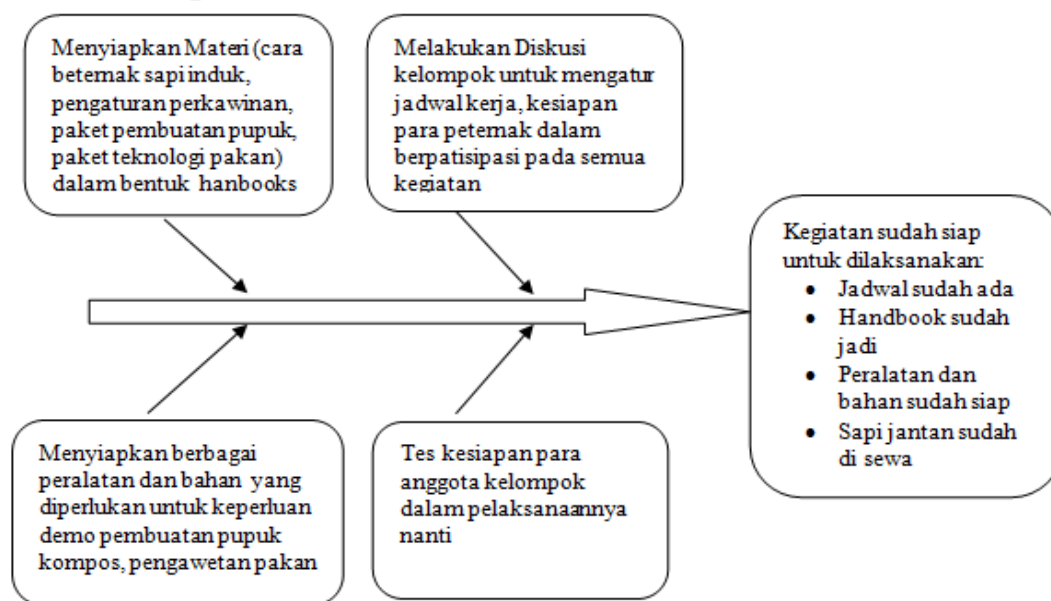 Menyiapkan Materi (cara
beternak sapi induk,
pengaturan perkawinan,
paket pembuatan pupuk,
paket teknologi pakan)
dalam bentuk hanbooks
Melakukan Diskusi
kelompok untuk mengatur
jadwal kerja, kesiapan
para peternak dalam
berpatisipasi pada semua
kegiatan
Kegiatan sudah siap
untuk dilaksanakan:
• Jadwal sudah ada
• Handbook sudah
jadi
• Peralatan dan
bahan sudah siap
• Sapi jantan sudah
di sewa
Menyiapkan berbagai
peralatan dan bahan yang
diperlukan untuk keperluan
demo pembuatan pupuk
kompos, pengawetan pakan
Tes kesiapan para
anggota kelompok
dalam pelaksanaannya
nanti